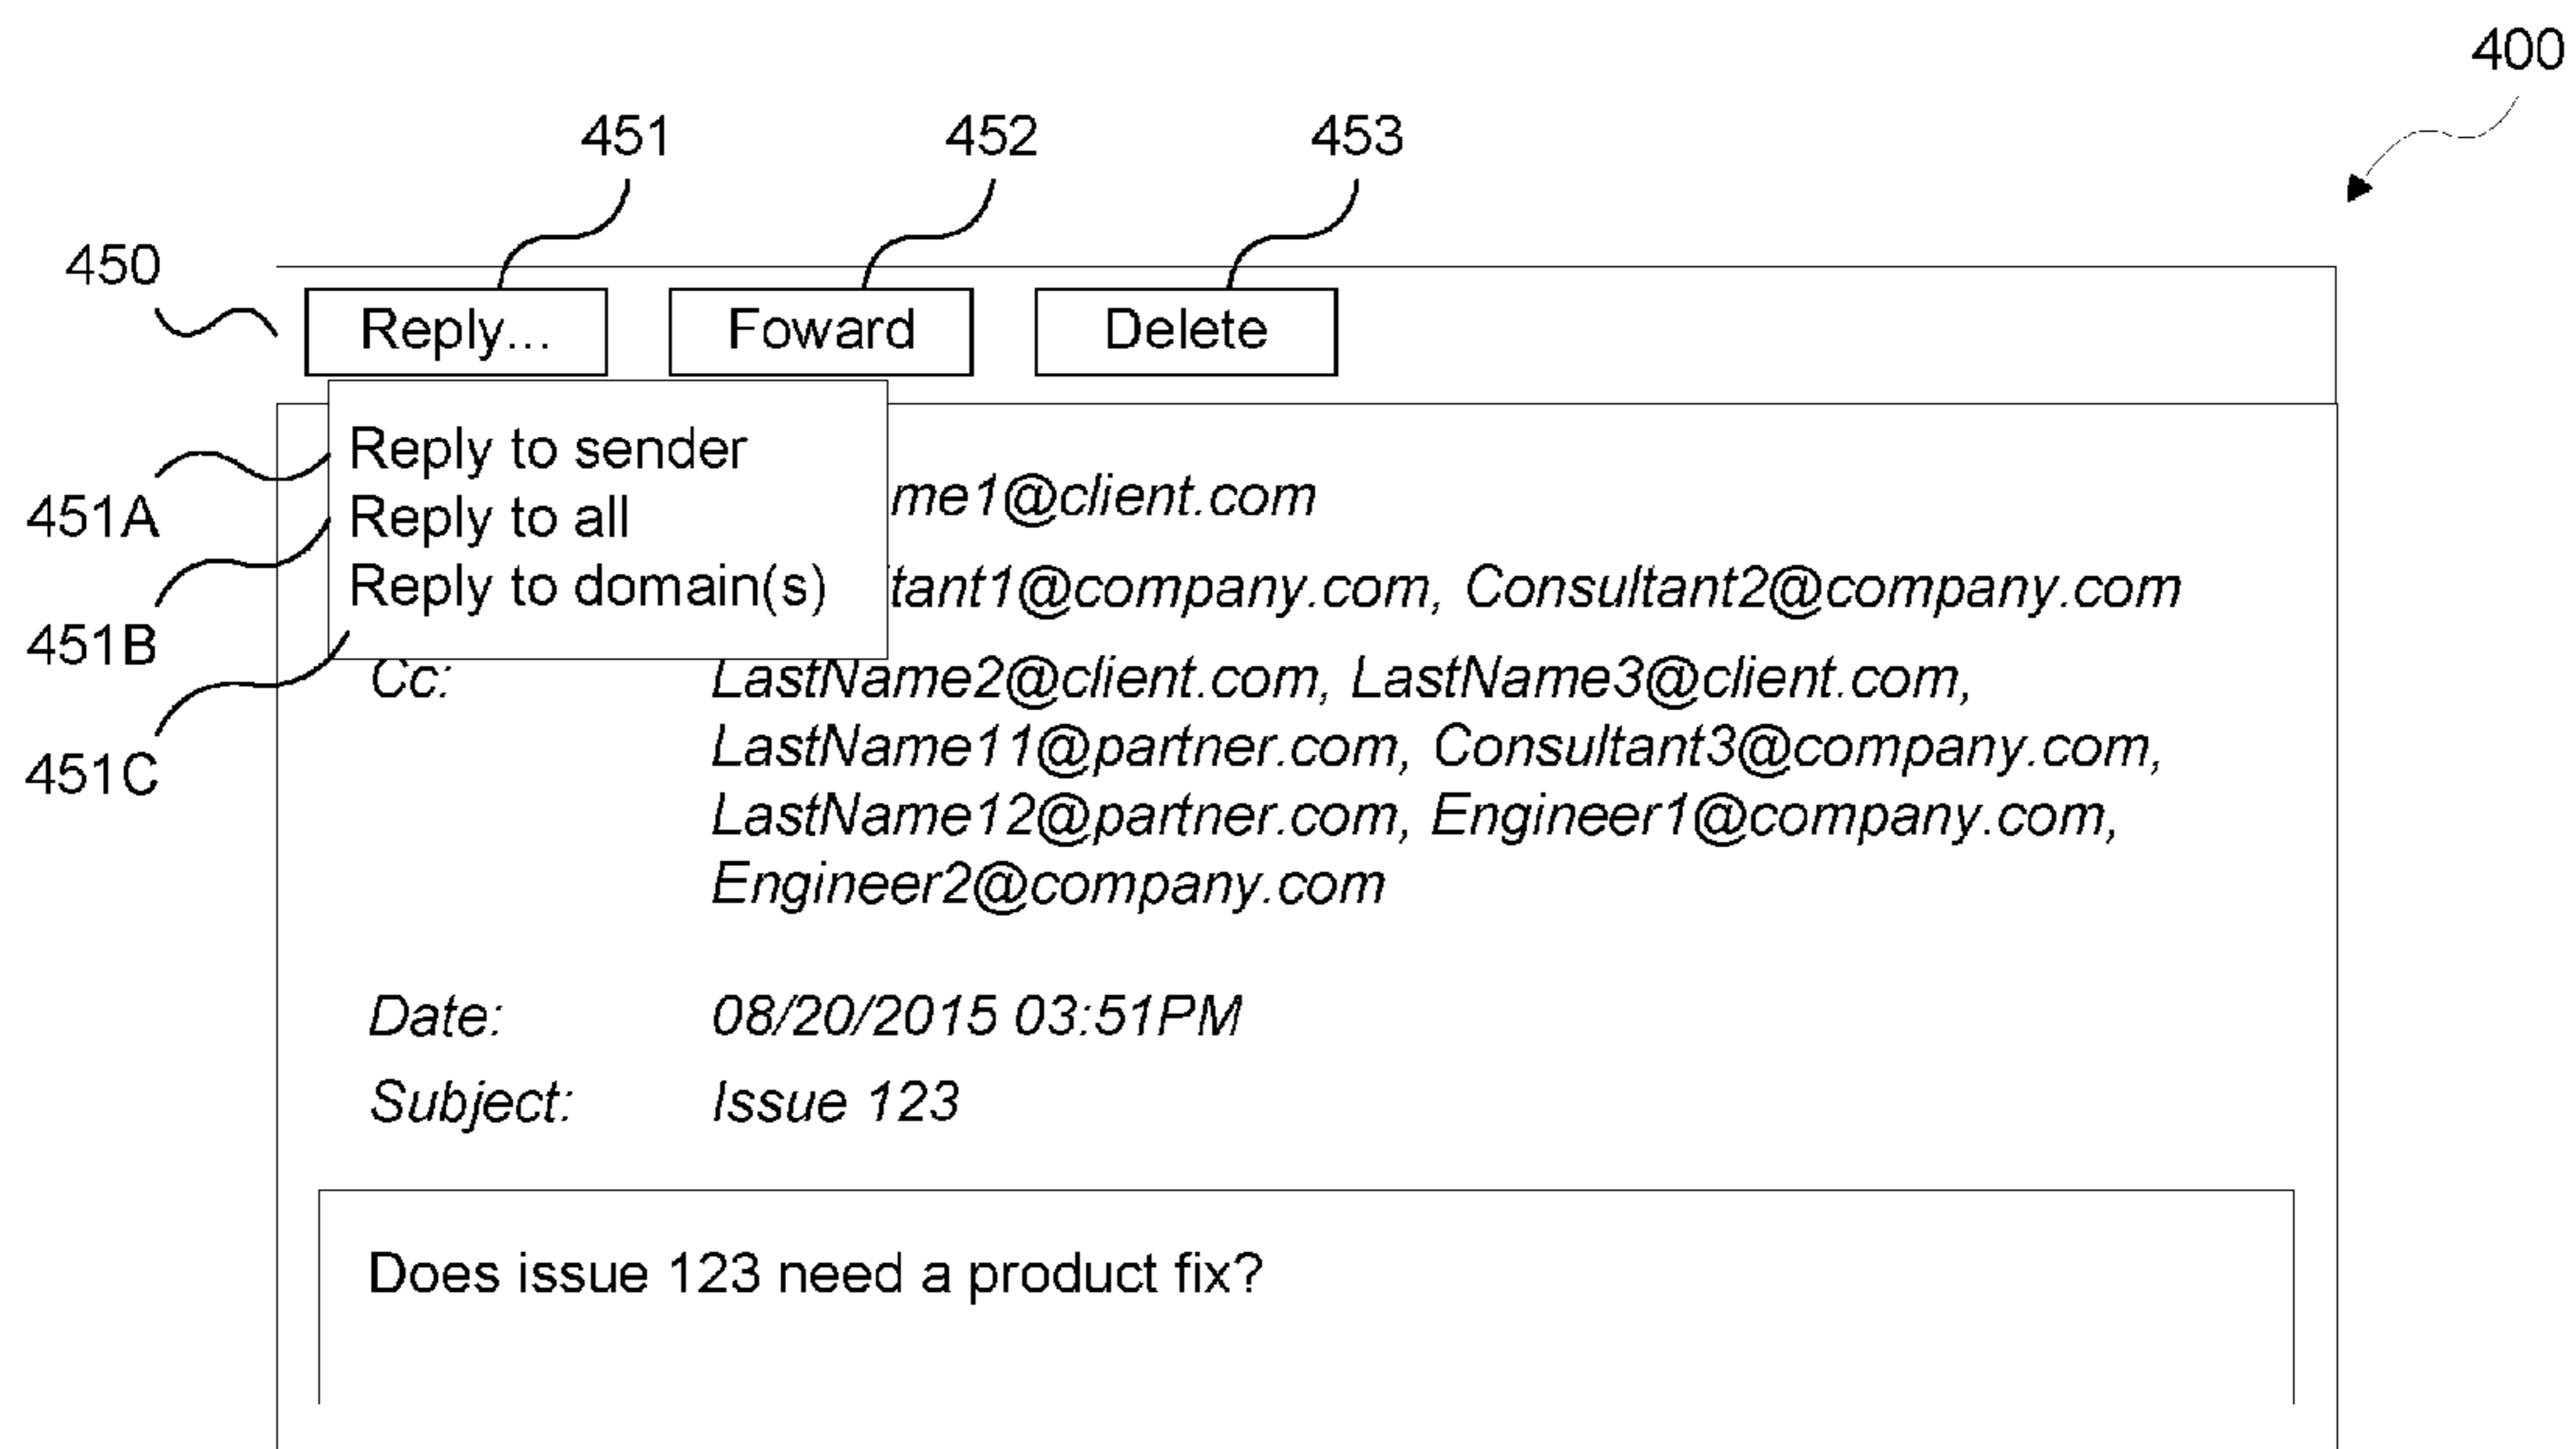 400
451 452 453
450
Reply... Foward Delete
Reply to sender
451A
me1@client.com
Reply to all
Reply to domain(s) tant1@company.com, Consultant2@company.com
451B
Cc: LastName2@client.com, LastName3@client.com,
451C
LastName11@partner.com, Consultant3@company.com,
LastName12@partner.com, Engineer1@company.com,
Engineer2@company.com
Date: 08/20/2015 03:51PM
Subject: Issue 123
Does issue 123 need a product fix?